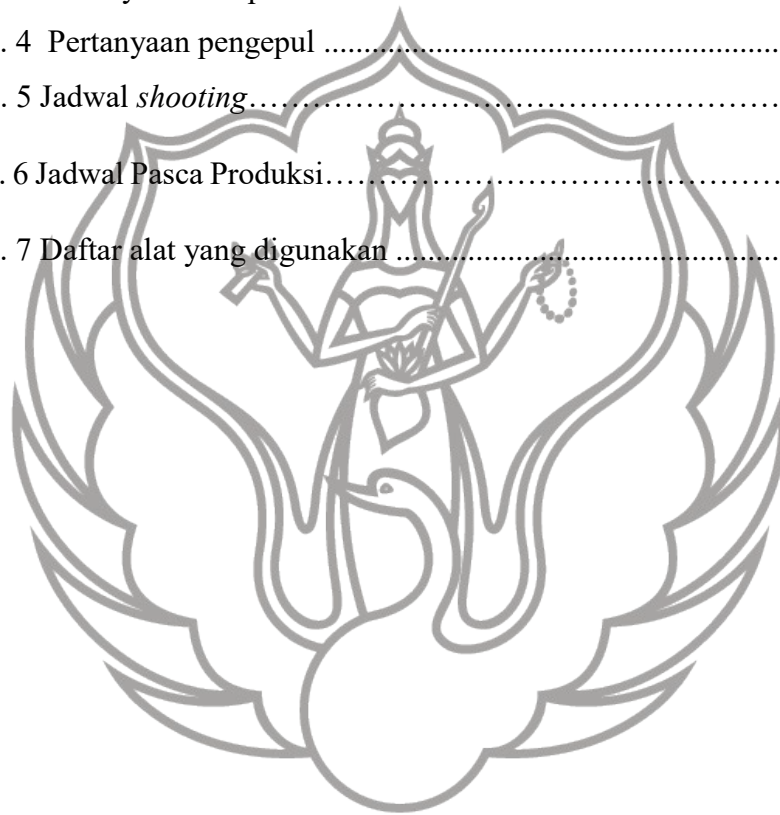 . 4 Pertanyaan pengepul ..........................................................
. 5 Jadwal shooting……………………………………………………
. 6 Jadwal Pasca Produksi……………………………………………
. 7 Daftar alat yang digunakan .................................................